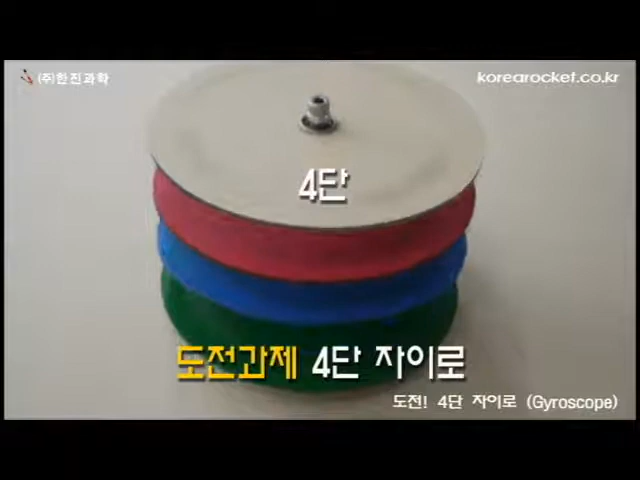 (주)한진과학
korearocket.co.kr
4단
도전과제 4단 자이로
도전! 4단 자이로 (Gyroscope)